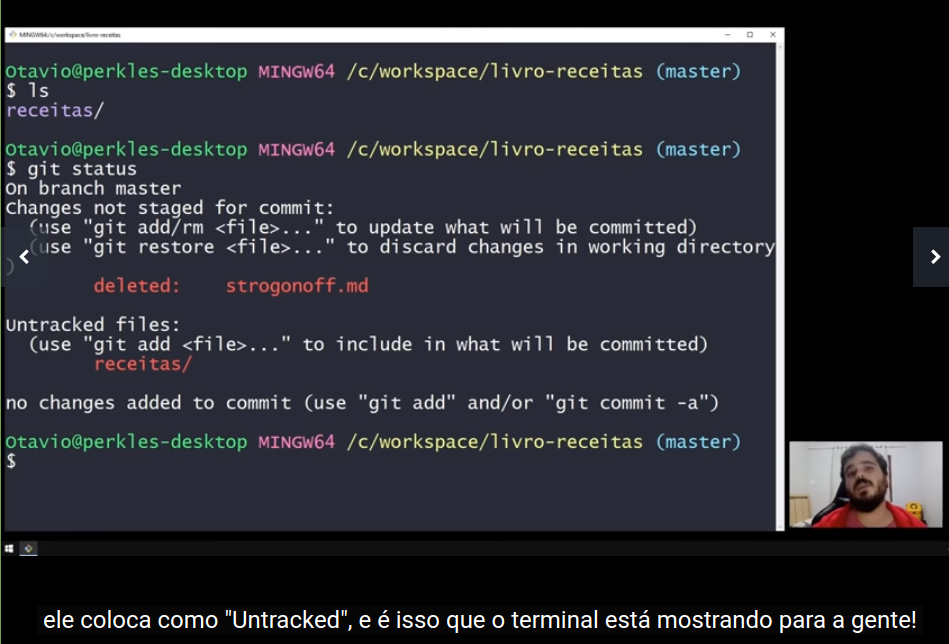 MINGW64:/c/workspace/livro-receitas
Otavio@perkles-desktop MINGW64 /c/workspace/livro-receitas (master)
$ ls
receitas/
Otavio@perkles-desktop MINGW64 /c/workspace/livro-receitas (master)
$ git status
On branch master
Changes not staged for commit:
(use "git add/rm <file>..." to update what will be committed)
(use "git restore <file>..." to discard changes in working directory
)
deleted: strogonoff.md
Untracked files:
(use "git add <file>..." to include in what will be committed)
receitas/
no changes added to commit (use "git add" and/or "git commit -a")
Otavio@perkles-desktop MINGW64 /c/workspace/livro-receitas (master)
$
ele coloca como "Untracked", e é isso que o terminal está mostrando para a gente!